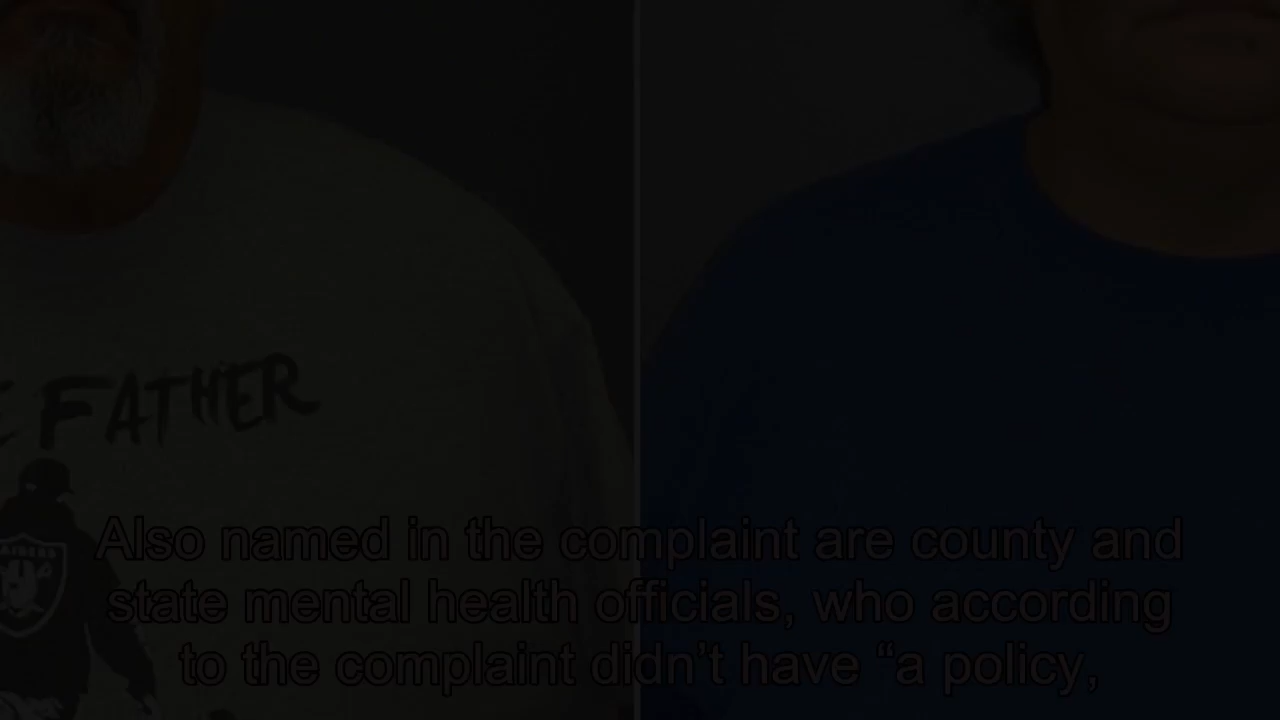 FATHER
RAIDERS
Also named in the complaint are county and
state mental health officials, who according
to the complaint didn’t have “a policy,